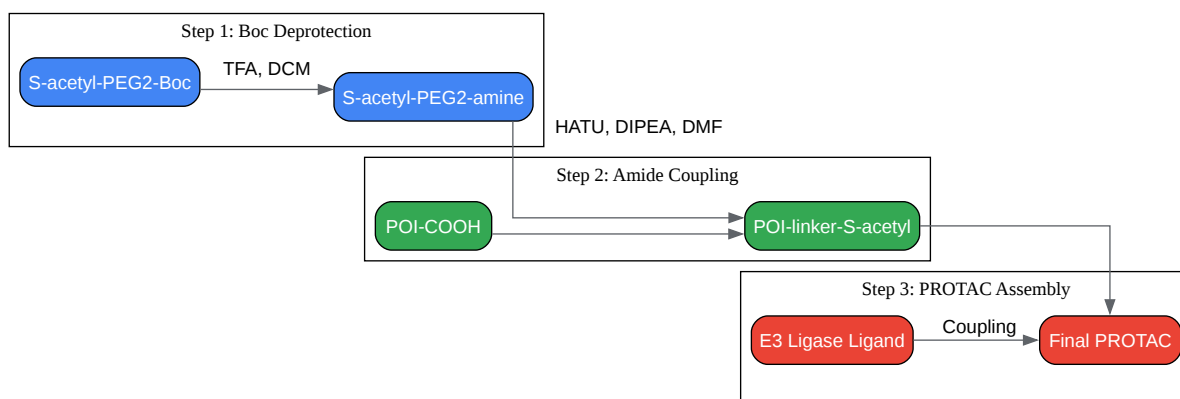 Step 1: Boc Deprotection
S-acetyl-PEG2-Boc
TFA, DCM
S-acetyl-PEG2-amine
HATU, DIPEA, DMF
Step 2: Amide Coupling
POI-COOH
POI-linker-S-acetyl
Step 3: PROTAC Assembly
E3 Ligase Ligand
Coupling
Final PROTAC